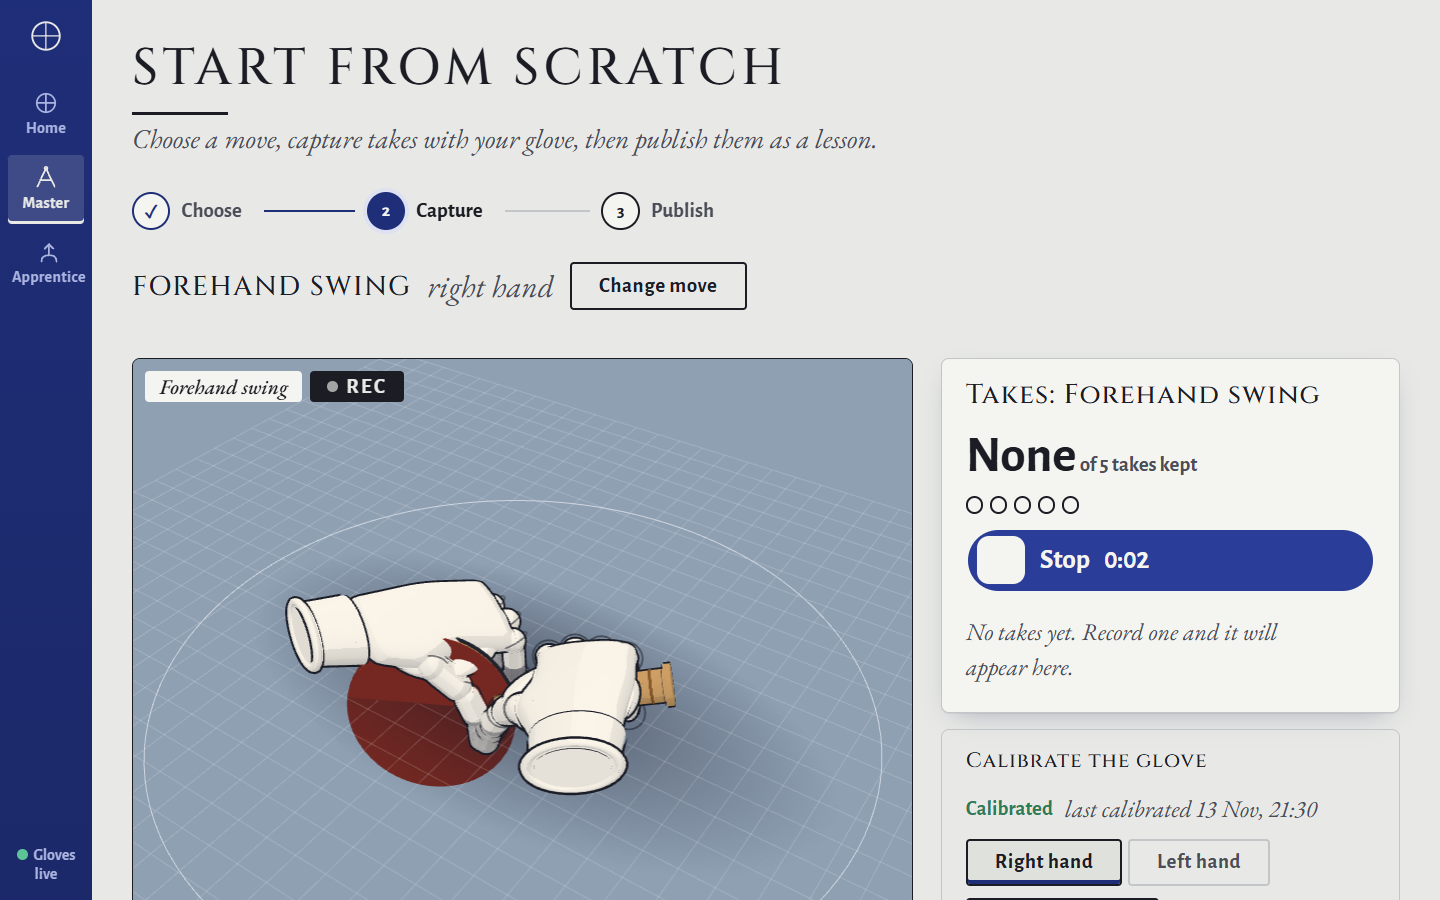 START FROM SCRATCH
Choose a move, capture takes with your glove, then publish them as a lesson.
Home
Master
Apprentice
Gloves
live
Choose
2 Capture
3 Publish
FOREHAND SWING right hand Change move
Forehand swing REC
TAKES: FOREHAND SWING
None of 5 takes kept
Stop 0:02
No takes yet. Record one and it will
appear here.
CALIBRATE THE GLOVE
Calibrated last calibrated 13 Nov, 21:30
Right hand Left hand